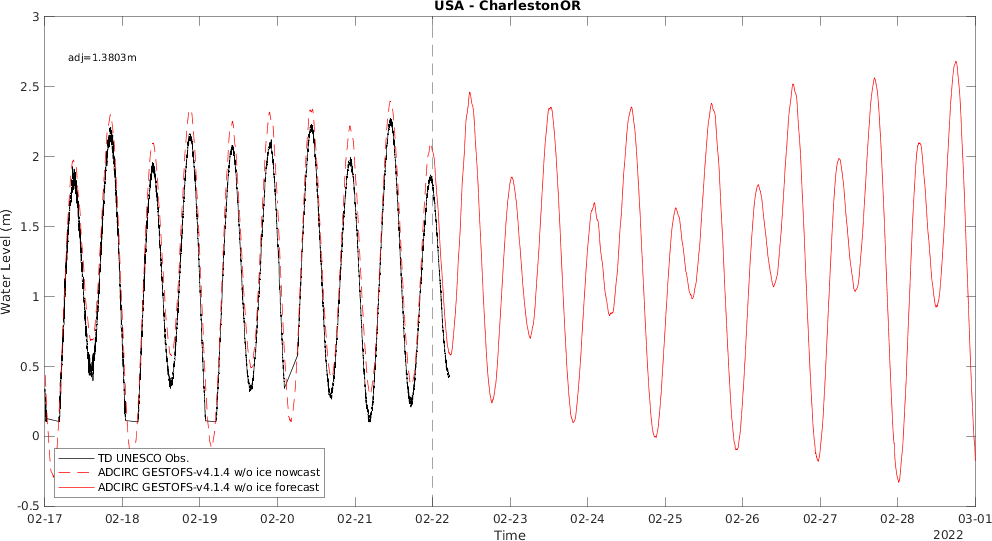 USA - CharlestonOR
adj=1.3803m
Water Level (m)
3
2.5
2
1.5
1
0.5
0
-0.5
TD UNESCO Obs.
ADCIRC GESTOFS-v4.1.4 w/o ice nowcast
ADCIRC GESTOFS-v4.1.4 w/o ice forecast
02-17 02-18 02-19 02-20 02-21 02-22 02-23 02-24 02-25 02-26 02-27 02-28 03-01
Time
2022